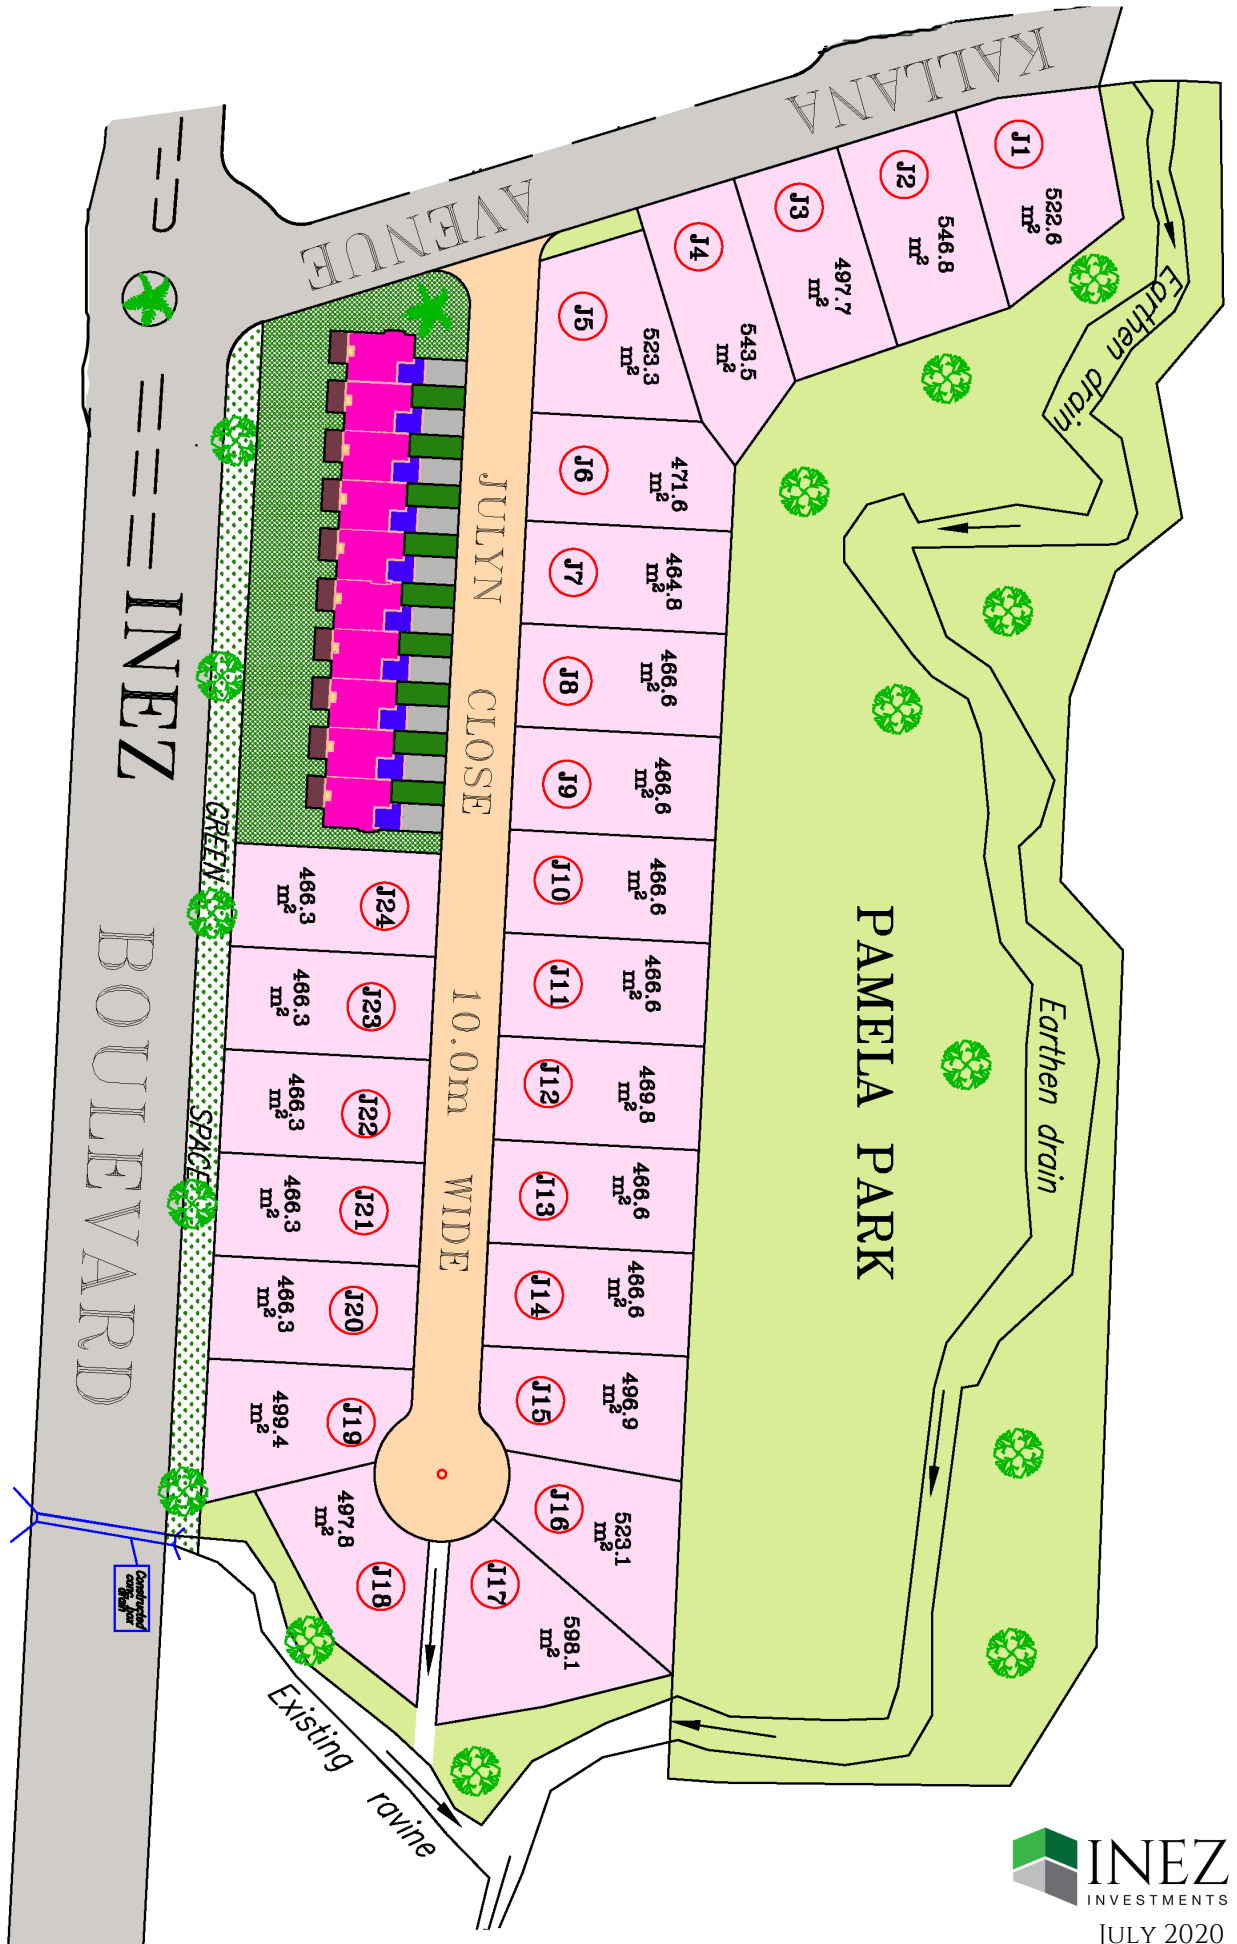 KALLANA
AVENUE
J1
522.6
m²
J2
546.8
m²
J3
497.7
m²
J4
543.5
m²
J5
523.3
m²
J6
471.6
m²
J7
464.8
m²
J8
466.6
m²
J9
466.6
m²
J10
466.6
m²
J11
466.6
m²
J12
469.8
m²
J13
466.6
m²
J14
466.6
m²
J15
496.9
m²
J16
523.1
m²
J17
598.1
m²
J18
497.8
m²
J19
499.4
m²
J20
466.3
m²
J21
466.3
m²
J22
466.3
m²
J23
466.3
m²
J24
466.3
m²
JULYN CLOSE 10.0m WIDE
INEZ BOULEVARD
GREEN SPACE
PAMELA PARK
Earthen drain
Earthen drain
Existing ravine
Constructed
conc. box
drain
INEZ
INVESTMENTS
JULY 2020